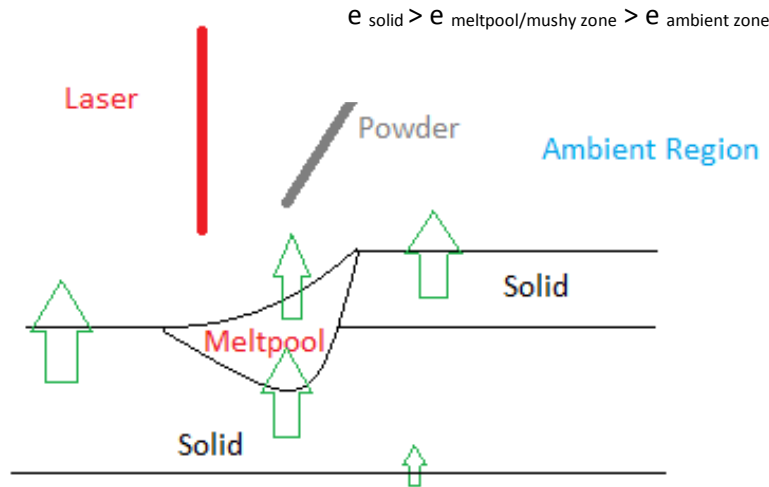 e solid > e meltpool/mushy zone > e ambient zone
Laser
Powder
Ambient Region
Solid
Meltpool
Solid